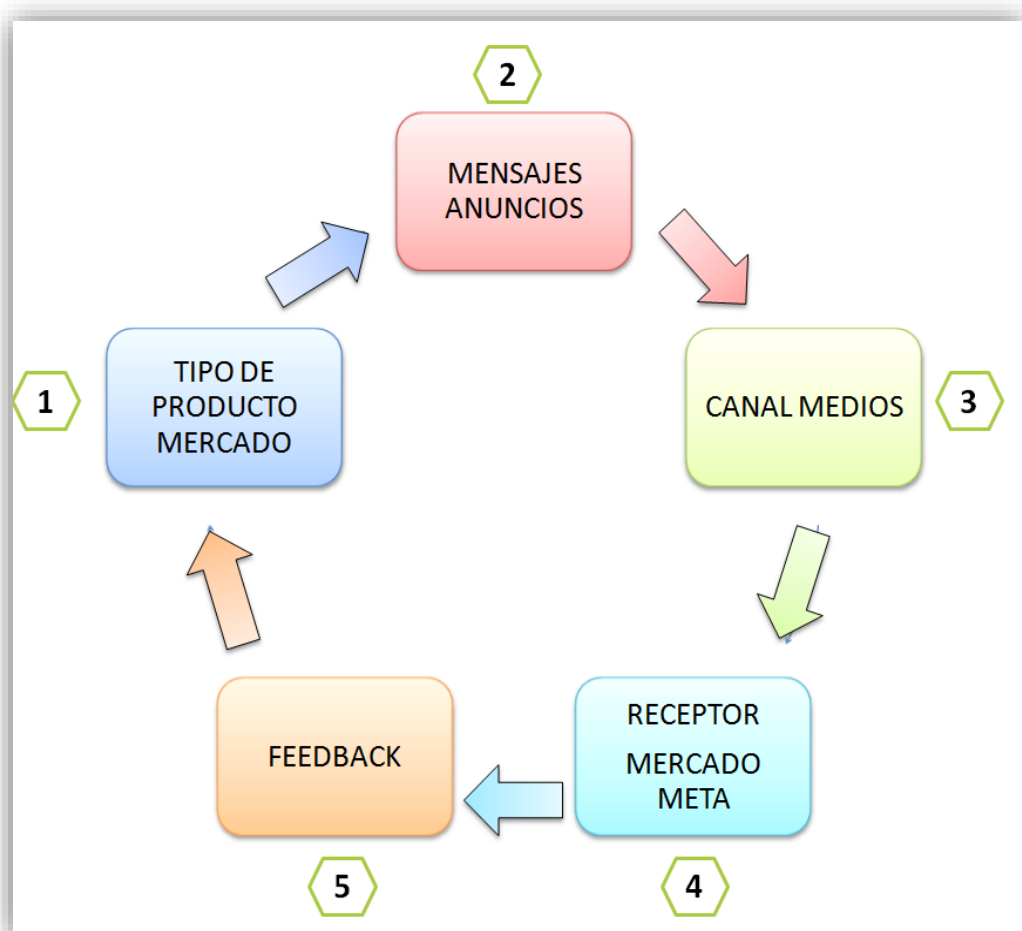 2
MENSAJES
ANUNCIOS
1
TIPO DE
PRODUCTO
MERCADO
CANAL MEDIOS
3
FEEDBACK
5
RECEPTOR
MERCADO
META
4